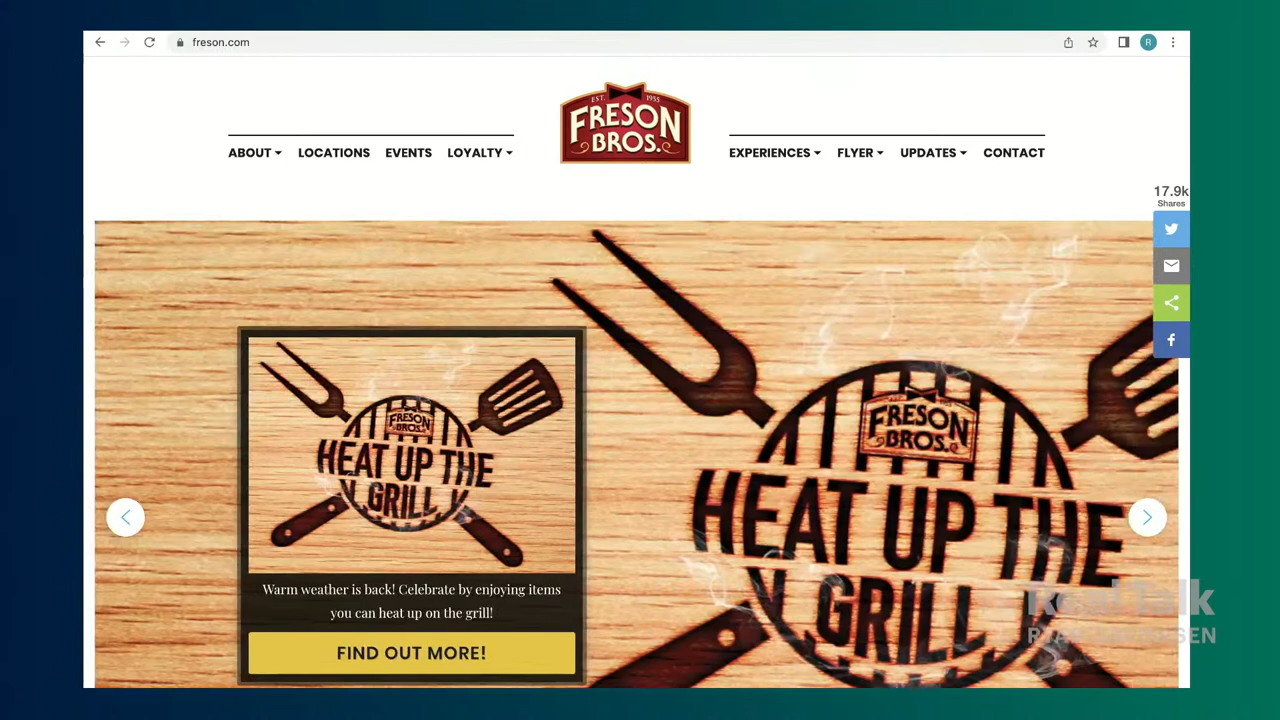 freson.com
R
EST. 1955
FRESON
BROS.
ABOUT
LOCATIONS
EVENTS
LOYALTY
EXPERIENCES
FLYER
UPDATES
CONTACT
17.9k
Shares
FRESON
BROS.
HEAT UP THE
GRILL
Warm weather is back! Celebrate by enjoying items
you can heat up on the grill!
FIND OUT MORE!
FRESON
BROS.
HEAT UP THE
GRILL
Real Talk